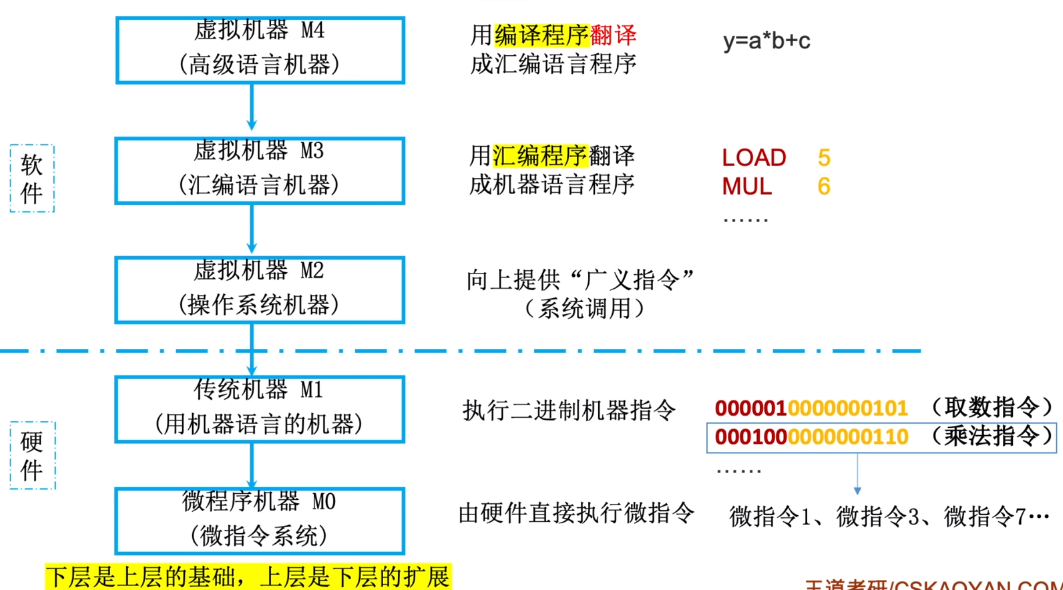 虚拟机器 M4
(高级语言机器)
用编译程序翻译
成汇编语言程序
y=a*b+c
软
件
虚拟机器 M3
(汇编语言机器)
用汇编程序翻译
成机器语言程序
LOAD 5
MUL 6
……
虚拟机器 M2
(操作系统机器)
向上提供“广义指令”
(系统调用)
硬
件
传统机器 M1
(用机器语言的机器)
执行二进制机器指令
0000010000000101 (取数指令)
0001000000000110 (乘法指令)
……
微程序机器 M0
(微指令系统)
由硬件直接执行微指令
微指令1、微指令3、微指令7…
下层是上层的基础，上层是下层的扩展
王道考研/CSKAOYAN.COM